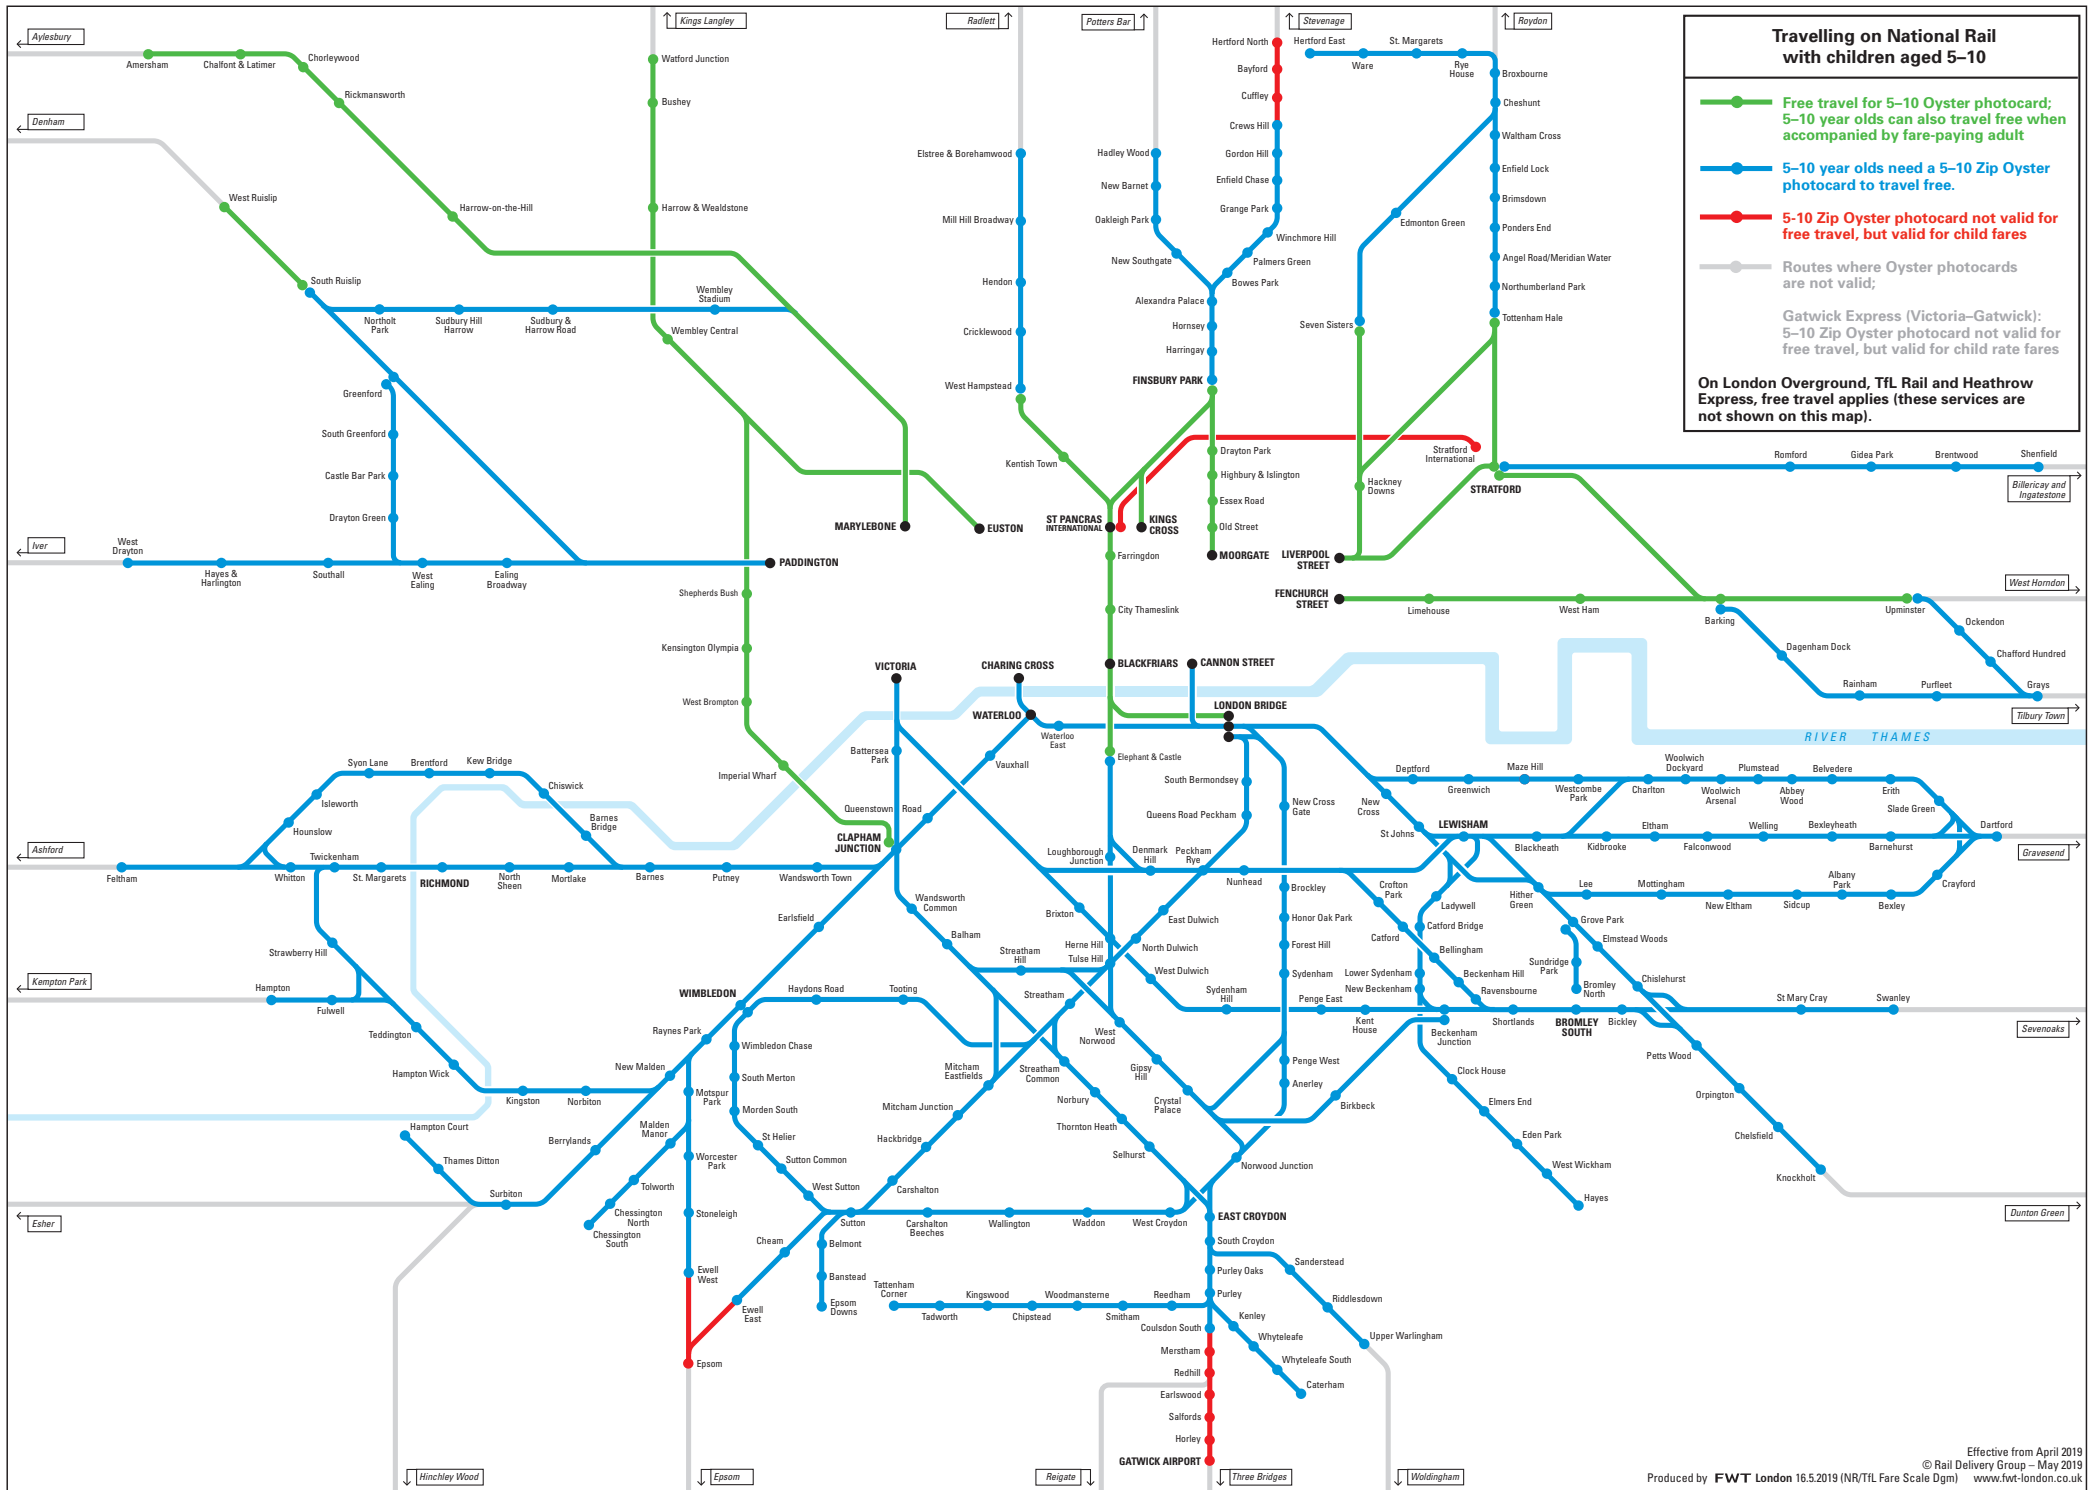 Aylesbury
Kings Langley
Radlett
Potters Bar
Stevenage
Roydon
Amersham
Chalfont & Latimer
Chorleywood
Rickmansworth
Harrow-on-the-Hill
Denham
West Ruislip
South Ruislip
Northolt
Park
Sudbury Hill
Harrow
Sudbury &
Harrow Road
Wembley
Stadium
Watford Junction
Bushey
Harrow & Wealdstone
Wembley Central
Greenford
South Greenford
Castle Bar Park
Drayton Green
Iver
West
Drayton
Hayes &
Harlington
Southall
West
Ealing
Ealing
Broadway
PADDINGTON
MARYLEBONE
EUSTON
Shepherds Bush
Kensington Olympia
West Brompton
Imperial Wharf
Elstree & Borehamwood
Mill Hill Broadway
Hendon
Cricklewood
West Hampstead
Kentish Town
ST PANCRAS
INTERNATIONAL
KINGS
CROSS
Farringdon
City Thameslink
BLACKFRIARS
Elephant & Castle
Hadley Wood
New Barnet
Oakleigh Park
New Southgate
Alexandra Palace
Hornsey
Harringay
FINSBURY PARK
Drayton Park
Highbury & Islington
Essex Road
Old Street
MOORGATE
Hertford North
Bayford
Cuffley
Crews Hill
Gordon Hill
Enfield Chase
Grange Park
Winchmore Hill
Palmers Green
Bowes Park
Hertford East
Ware
St. Margarets
Rye
House
Broxbourne
Cheshunt
Waltham Cross
Enfield Lock
Brimsdown
Ponders End
Angel Road/Meridian Water
Northumberland Park
Tottenham Hale
Edmonton Green
Seven Sisters
Hackney
Downs
Stratford
International
STRATFORD
LIVERPOOL
STREET
FENCHURCH
STREET
Limehouse
West Ham
Barking
Upminster
Romford
Gidea Park
Brentwood
Shenfield
Billericay and
Ingatestone
West Horndon
Ockendon
Chafford Hundred
Dagenham Dock
Rainham
Purfleet
Grays
Tilbury Town
RIVER THAMES
Travelling on National Rail
with children aged 5–10
Free travel for 5–10 Oyster photocard;
5–10 year olds can also travel free when
accompanied by fare-paying adult
5–10 year olds need a 5–10 Zip Oyster
photocard to travel free.
5-10 Zip Oyster photocard not valid for
free travel, but valid for child fares
Routes where Oyster photocards
are not valid;
Gatwick Express (Victoria–Gatwick):
5–10 Zip Oyster photocard not valid for
free travel, but valid for child rate fares
On London Overground, TfL Rail and Heathrow
Express, free travel applies (these services are
not shown on this map).
VICTORIA
CHARING CROSS
CANNON STREET
WATERLOO
Waterloo
East
LONDON BRIDGE
Battersea
Park
Vauxhall
Queenstown Road
CLAPHAM
JUNCTION
South Bermondsey
Queens Road Peckham
New Cross
Gate
Deptford
Greenwich
Maze Hill
Westcombe
Park
Charlton
Woolwich
Dockyard
Woolwich
Arsenal
Plumstead
Abbey
Wood
Belvedere
Erith
Slade Green
Dartford
Gravesend
New
Cross
St Johns
LEWISHAM
Blackheath
Kidbrooke
Eltham
Falconwood
Welling
Bexleyheath
Barnehurst
Crayford
Hither
Green
Lee
Mottingham
New Eltham
Sidcup
Albany
Park
Bexley
Syon Lane
Brentford
Kew Bridge
Chiswick
Isleworth
Hounslow
Barnes
Bridge
Ashford
Feltham
Whitton
Twickenham
St. Margarets
RICHMOND
North
Sheen
Mortlake
Barnes
Putney
Wandsworth Town
Loughborough
Junction
Denmark
Hill
Peckham
Rye
Nunhead
Brockley
Honor Oak Park
Forest Hill
Sydenham
Crofton
Park
Catford
Bellingham
Beckenham Hill
Ravensbourne
Ladywell
Catford Bridge
Lower Sydenham
New Beckenham
Grove Park
Elmstead Woods
Sundridge
Park
Bromley
North
Chislehurst
Wandsworth
Common
Balham
Earlsfield
Brixton
East Dulwich
North Dulwich
Herne Hill
Tulse Hill
West Dulwich
Streatham
Hill
Strawberry Hill
Kempton Park
Hampton
Fulwell
Teddington
Hampton Wick
Kingston
Norbiton
WIMBLEDON
Haydons Road
Tooting
Streatham
West
Norwood
Sydenham
Hill
Penge East
Kent
House
Beckenham
Junction
Shortlands
BROMLEY
SOUTH
Bickley
St Mary Cray
Swanley
Sevenoaks
Raynes Park
Wimbledon Chase
New Malden
South Merton
Motspur
Park
Morden South
Malden
Manor
St Helier
Sutton Common
West Sutton
Mitcham
Eastfields
Mitcham Junction
Hackbridge
Carshalton
Streatham
Common
Norbury
Thornton Heath
Selhurst
Gipsy
Hill
Crystal
Palace
Penge West
Anerley
Birkbeck
Norwood Junction
Clock House
Elmers End
Eden Park
West Wickham
Hayes
Petts Wood
Orpington
Chelsfield
Knockholt
Dunton Green
Hampton Court
Thames Ditton
Surbiton
Berrylands
Esher
Worcester
Park
Tolworth
Chessington
North
Chessington
South
Stoneleigh
Ewell
West
Ewell
East
Epsom
Cheam
Sutton
Belmont
Banstead
Epsom
Downs
Carshalton
Beeches
Wallington
Waddon
West Croydon
EAST CROYDON
South Croydon
Purley Oaks
Purley
Sanderstead
Riddlesdown
Upper Warlingham
Tattenham
Corner
Tadworth
Kingswood
Chipstead
Woodmansterne
Smitham
Reedham
Coulsdon South
Kenley
Whyteleafe
Whyteleafe South
Caterham
Merstham
Redhill
Earlswood
Salfords
Horley
GATWICK AIRPORT
Hinchley Wood
Epsom
Reigate
Three Bridges
Woldingham
Effective from April 2019
© Rail Delivery Group – May 2019
Produced by FWT London 16.5.2019 (NR/TfL Fare Scale Dgm) www.fwt-london.co.uk